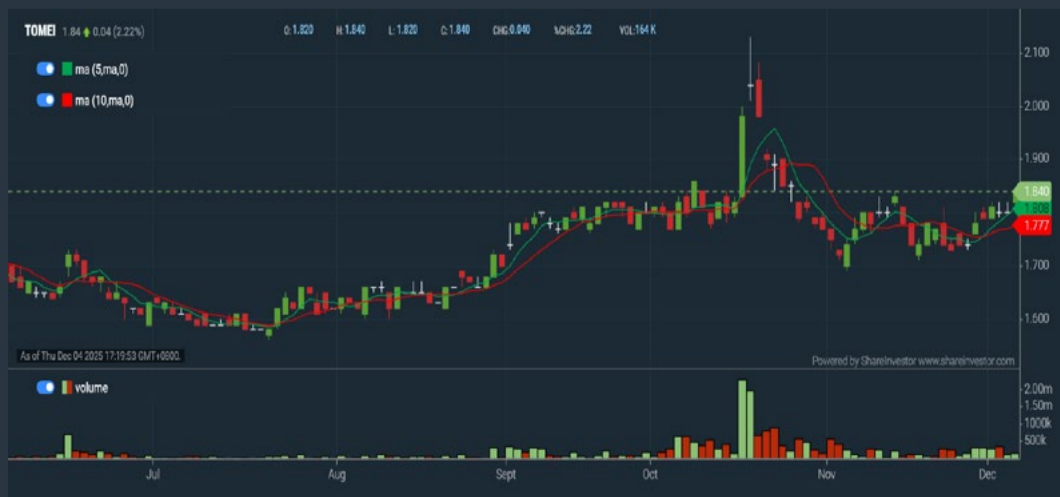 TOMEI 1.84 0.04 (2.22%) O: 1.820 H: 1.840 L: 1.820 C: 1.840 CHG:0.040 %CHG:2.22 VOL:164 K
ma (5,ma,0)
ma (10,ma,0)
2.100
2.000
1.900
1.840
1.808
1.777
1.700
1.600
As of Thu Dec 04 2025 17:19:53 GMT+0800.
Powered by ShareInvestor www.shareinvestor.com
volume
2.00m
1.50m
1000k
500k
Jul Aug Sept Oct Nov Dec